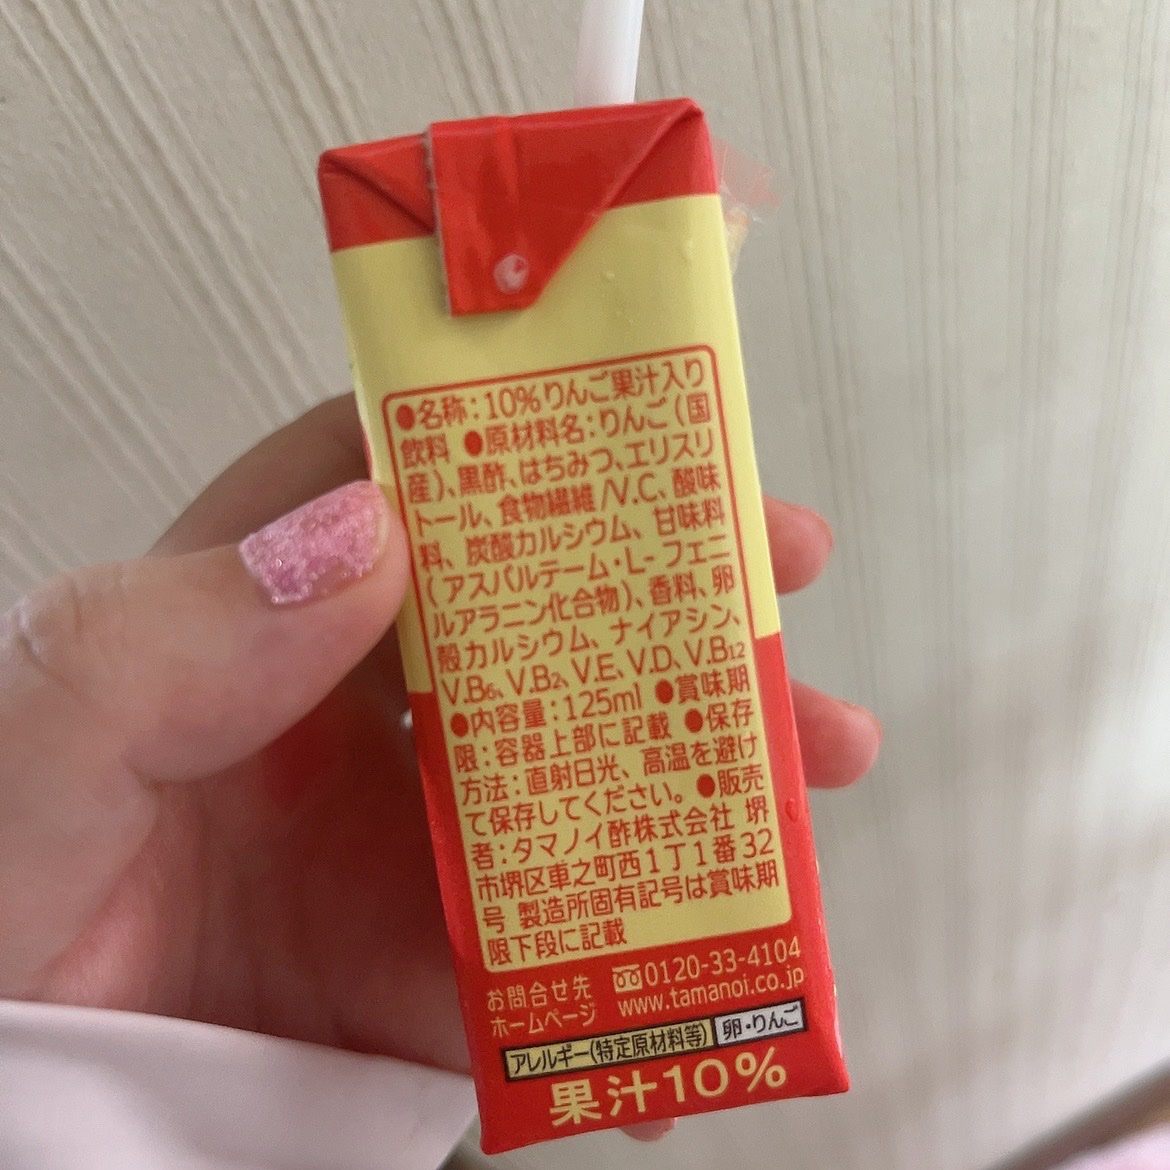 ●名称:10%りんご果汁入り
飲料 ●原材料名:りんご(国
産)、黒酢、はちみつ、エリスリ
トール、食物繊維/V.C、酸味
料、炭酸カルシウム、甘味料
(アスパルテーム・L-フェニ
ルアラニン化合物)、香料、卵
殻カルシウム、ナイアシン、
V.B6、V.B2、V.E、V.D、V.B12
●内容量:125ml ●賞味期
限:容器上部に記載 ●保存
方法:直射日光、高温を避け
て保存してください。●販売
者:タマノイ酢株式会社 堺
市堺区車之町西1丁1番32
号 製造所固有記号は賞味期
限下段に記載
お問合せ先 0120-33-4104
ホームページ www.tamanoi.co.jp
アレルギー(特定原材料等) 卵・りんご
果汁10%